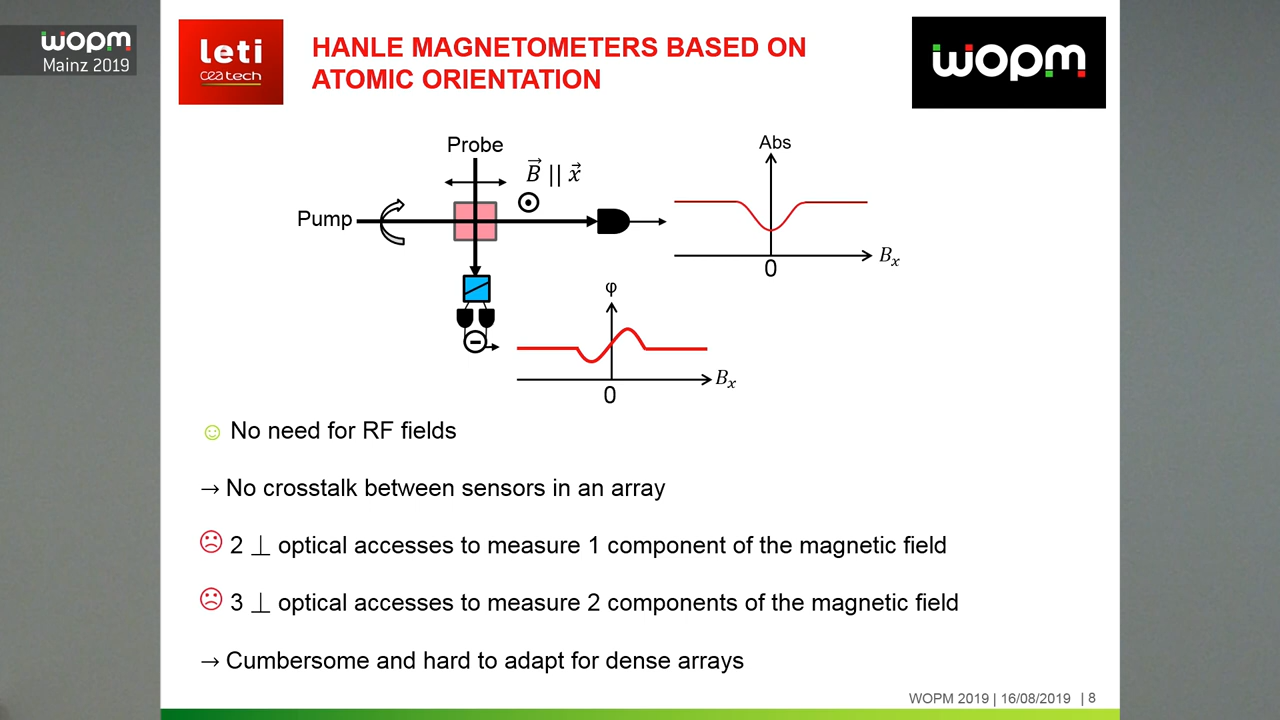 wopm
Mainz 2019
leti
ceatech
HANLE MAGNETOMETERS BASED ON
ATOMIC ORIENTATION
wopm
Probe
B⃗ || x⃗
Pump
Abs
Bₓ
0
φ
−
Bₓ
0
☺ No need for RF fields
→ No crosstalk between sensors in an array
☹ 2 ⊥ optical accesses to measure 1 component of the magnetic field
☹ 3 ⊥ optical accesses to measure 2 components of the magnetic field
→ Cumbersome and hard to adapt for dense arrays
WOPM 2019 | 16/08/2019 | 8